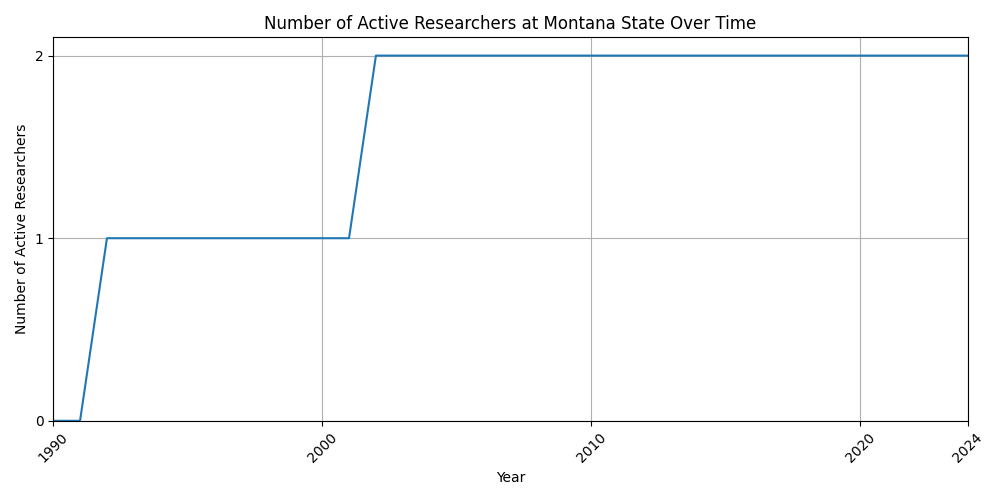 Number of Active Researchers at Montana State Over Time
Number of Active Researchers
2
1
0
1990
2000
2010
2020
2024
Year